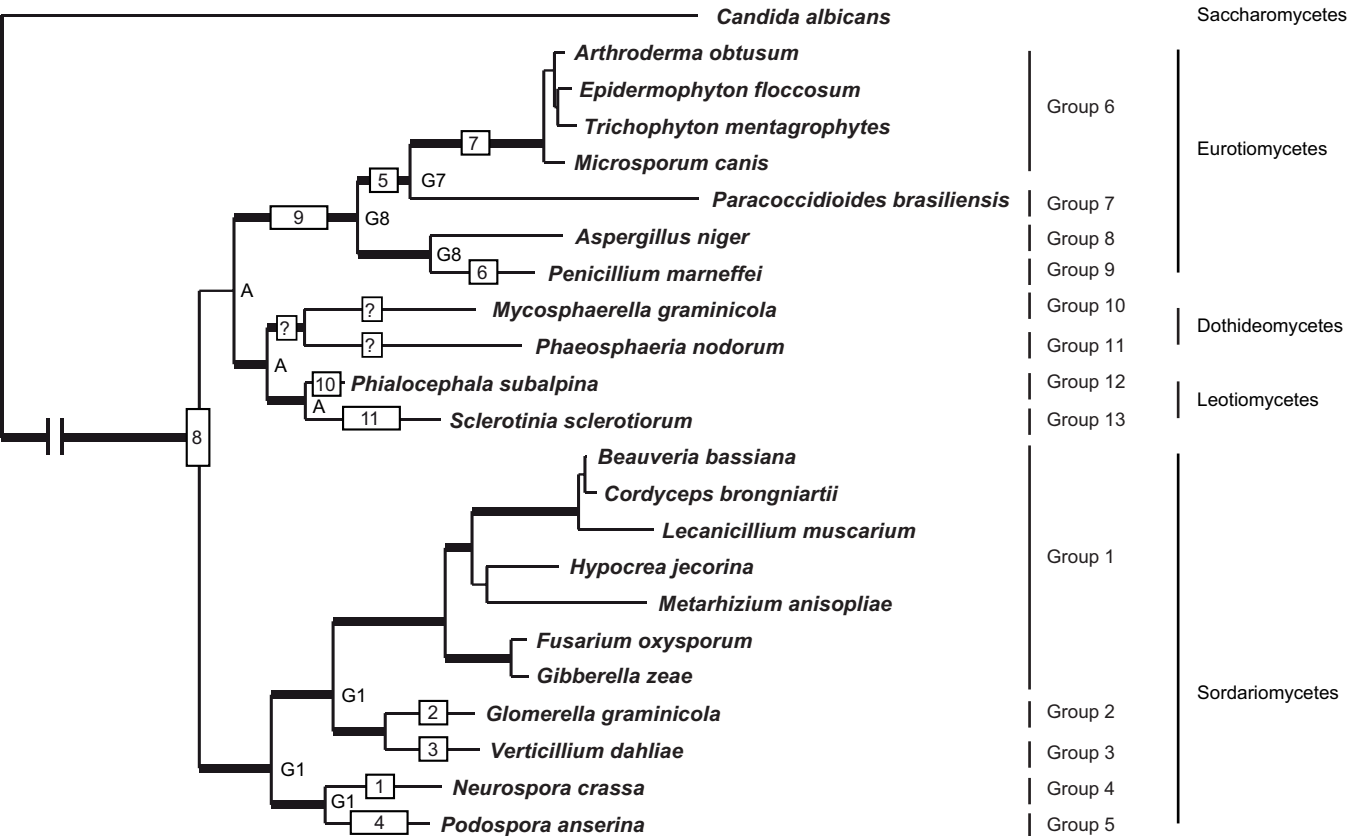 Candida albicans Saccharomycetes
Arthroderma obtusum
Epidermophyton floccosum
Group 6
Trichophyton mentagrophytes
7
Eurotiomycetes
Microsporum canis
5 G7
Paracoccidioides brasiliensis Group 7
9 G8
Aspergillus niger Group 8
G8
6 Penicillium marneffei Group 9
A
? Mycosphaerella graminicola Group 10
? Dothideomycetes
? Phaeosphaeria nodorum Group 11
A
10 Phialocephala subalpina Group 12
A Leotiomycetes
11 Sclerotinia sclerotiorum Group 13
8
Beauveria bassiana
Cordyceps brongniartii
Lecanicillium muscarium
Group 1
Hypocrea jecorina
Metarhizium anisopliae
Fusarium oxysporum
Gibberella zeae
G1 Sordariomycetes
2 Glomerella graminicola Group 2
3 Verticillium dahliae Group 3
G1
1 Neurospora crassa Group 4
G1
4 Podospora anserina Group 5